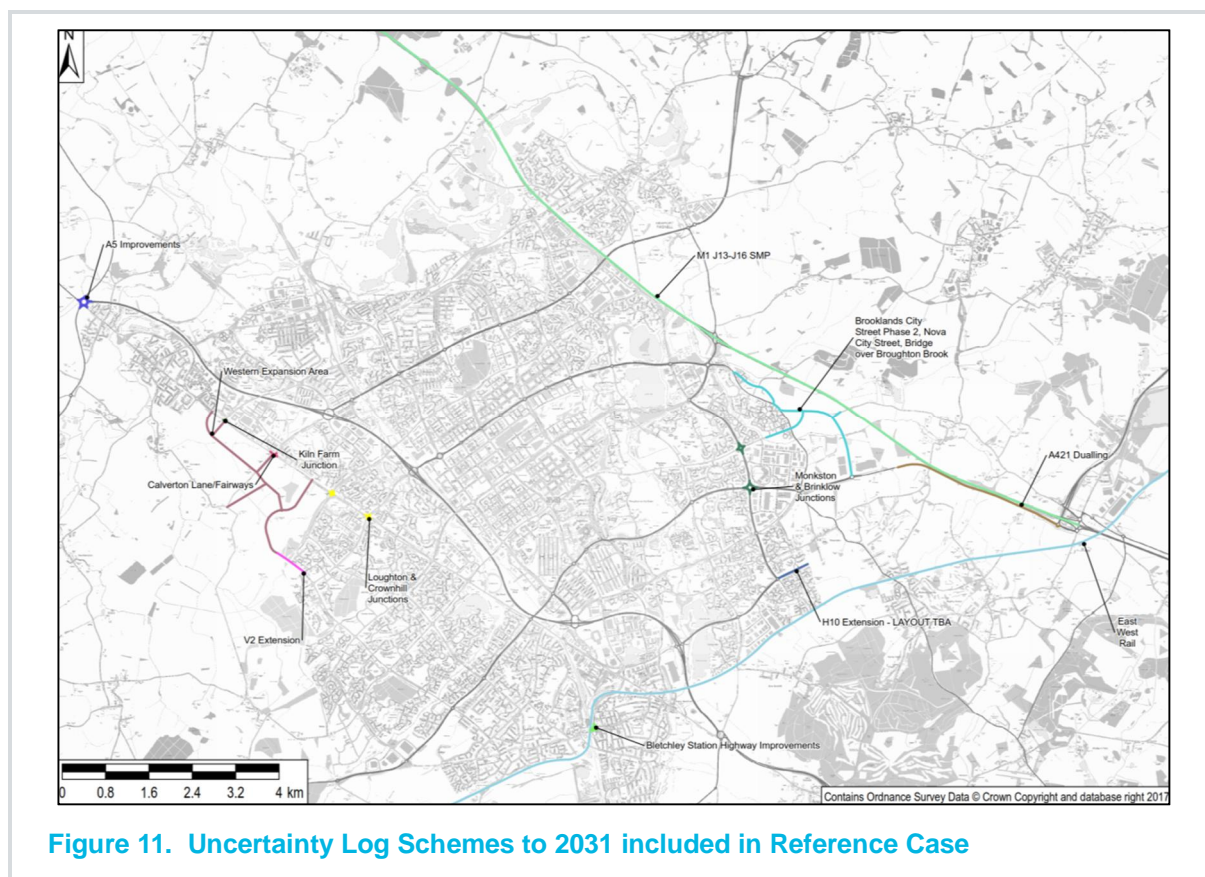 N
A5 Improvements
M1 J13-J16 SMP
Brooklands City
Street Phase 2, Nova
City Street, Bridge
over Broughton Brook
Western Expansion Area
Kiln Farm
Junction
Calverton Lane/Fairways
A421 Dualling
Monkston
& Brinklow
Junctions
Loughton &
Crownhill
Junctions
H10 Extension - LAYOUT TBA
East
West
Rail
V2 Extension
Bletchley Station Highway Improvements
0 0.8 1.6 2.4 3.2 4 km
Contains Ordnance Survey Data © Crown Copyright and database right 2017
Figure 11. Uncertainty Log Schemes to 2031 included in Reference Case